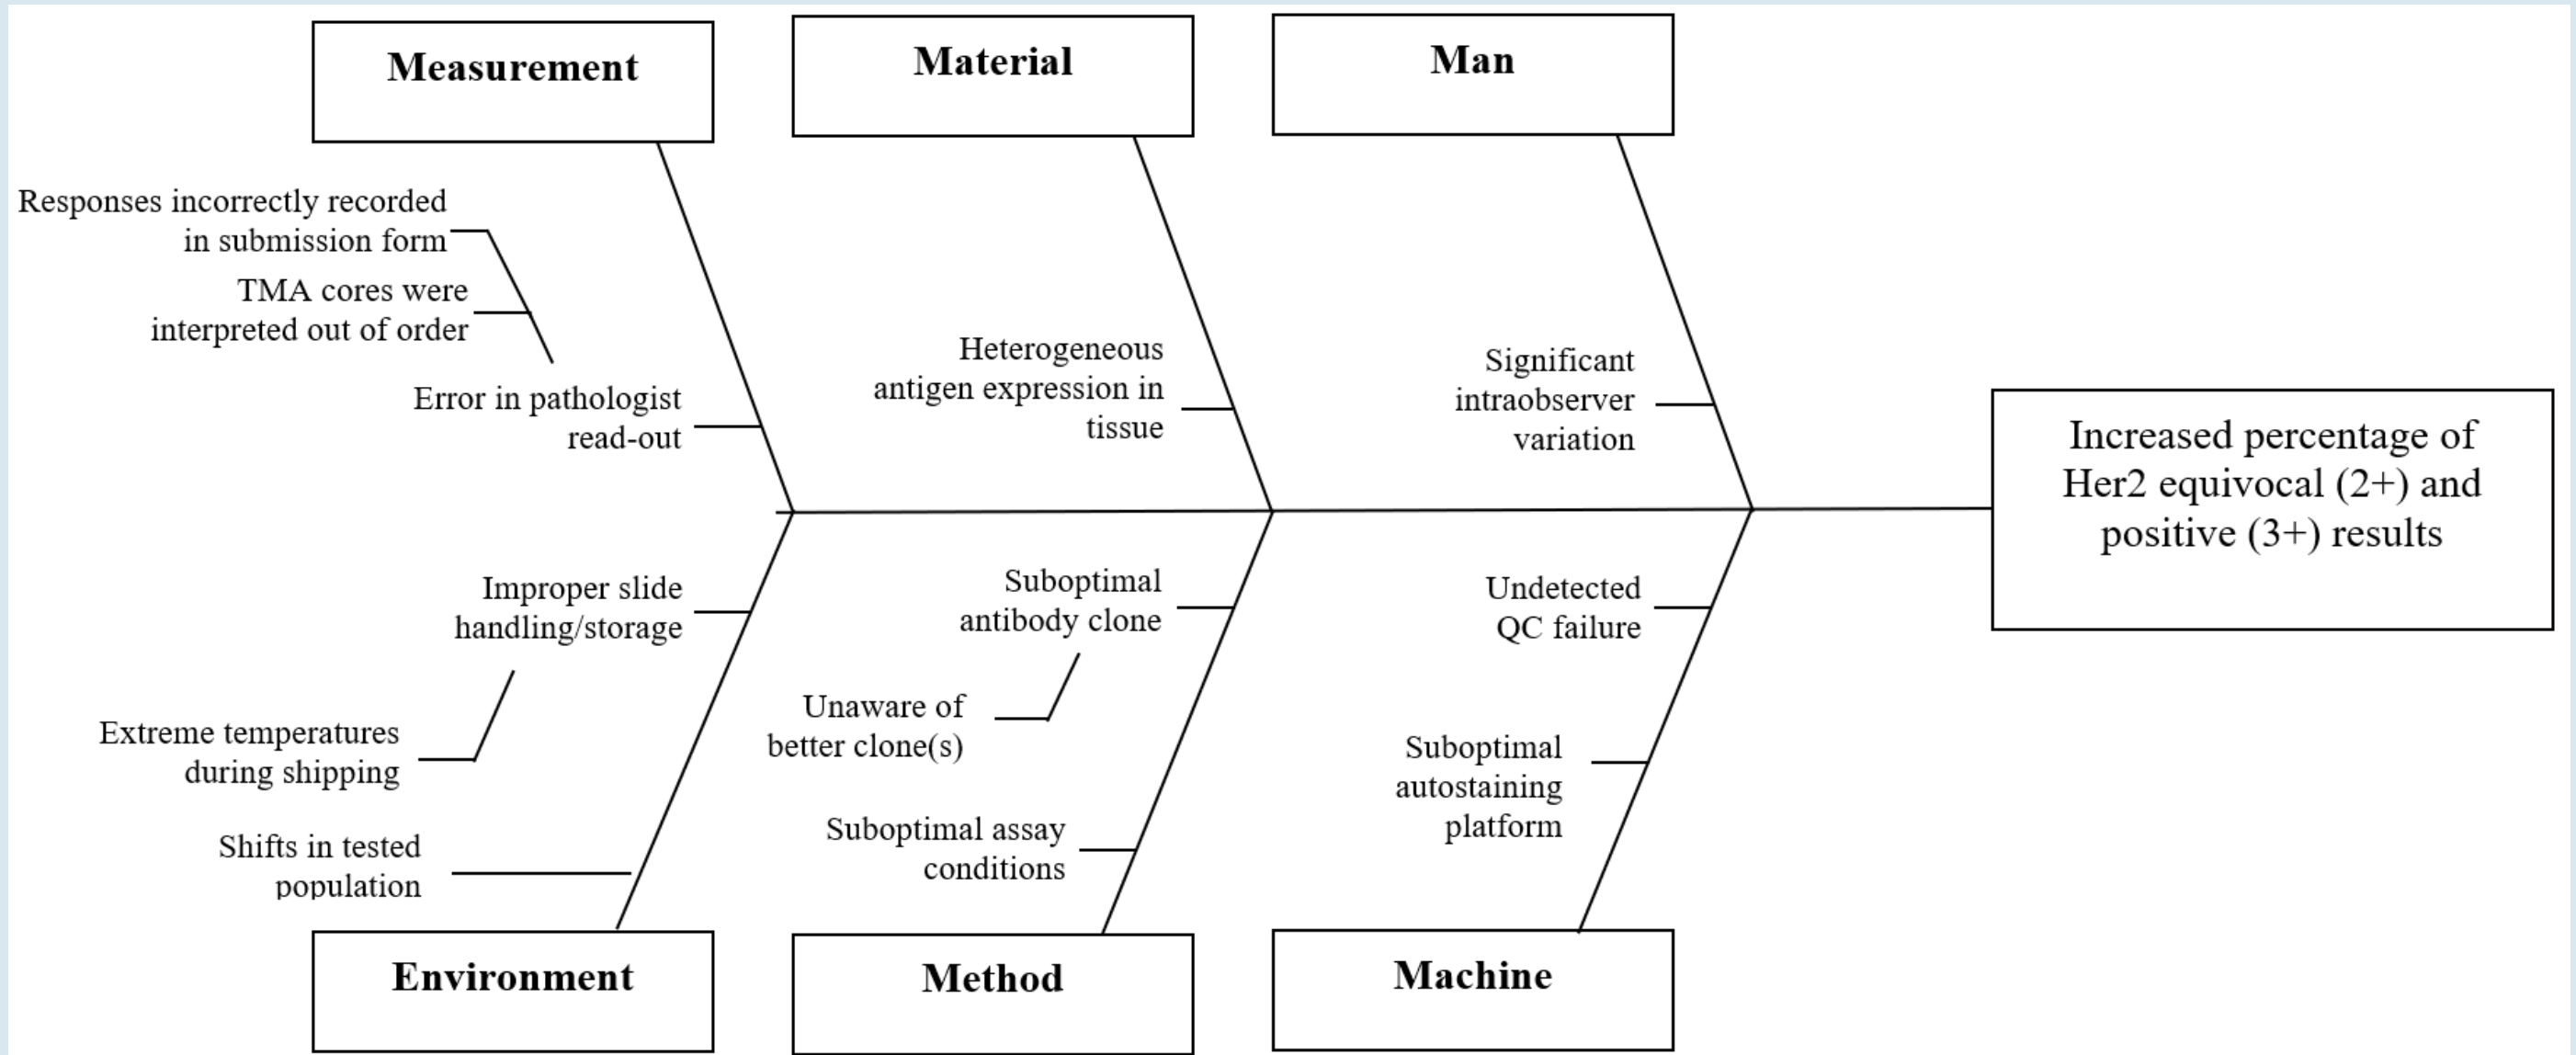 Measurement
Material
Man
Responses incorrectly recorded
in submission form
TMA cores were
interpreted out of order
Error in pathologist
read-out
Heterogeneous
antigen expression in
tissue
Significant
intraobserver
variation
Increased percentage of
Her2 equivocal (2+) and
positive (3+) results
Improper slide
handling/storage
Extreme temperatures
during shipping
Shifts in tested
population
Suboptimal
antibody clone
Unaware of
better clone(s)
Suboptimal assay
conditions
Undetected
QC failure
Suboptimal
autostaining
platform
Environment
Method
Machine